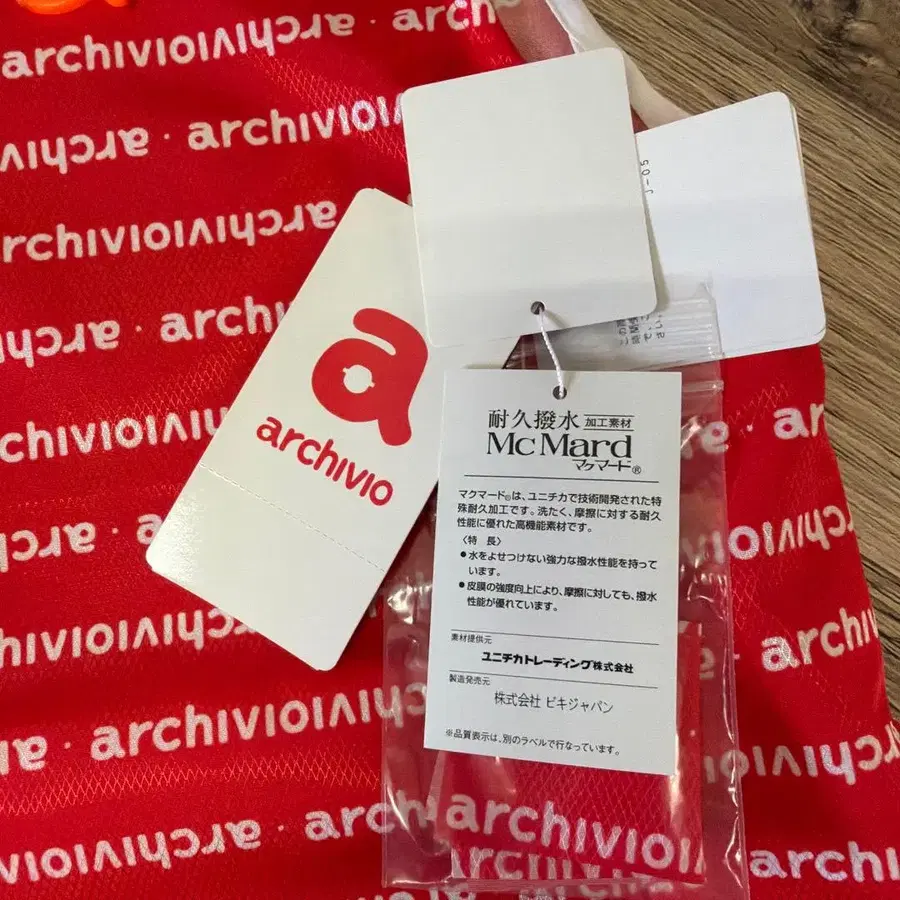 archivio
archivio
archivio
archivio
archivio
archivio
a
archivio
J-05
耐久撥水 加工素材
Mc Mard
マクマード®
マクマード®は、ユニチカで技術開発された特
殊耐久加工です。洗たく、摩擦に対する耐久
性能に優れた高機能素材です。
〈特 長〉
●水をよせつけない強力な撥水性能を持って
います。
●皮膜の強度向上により、摩擦に対しても、撥水
性能が優れています。
素材提供元
ユニチカトレーディング株式会社
製造発売元
株式会社 ビキジャパン
※品質表示は、別のラベルで行なっています。
archivio
archivio
archivio
archivio